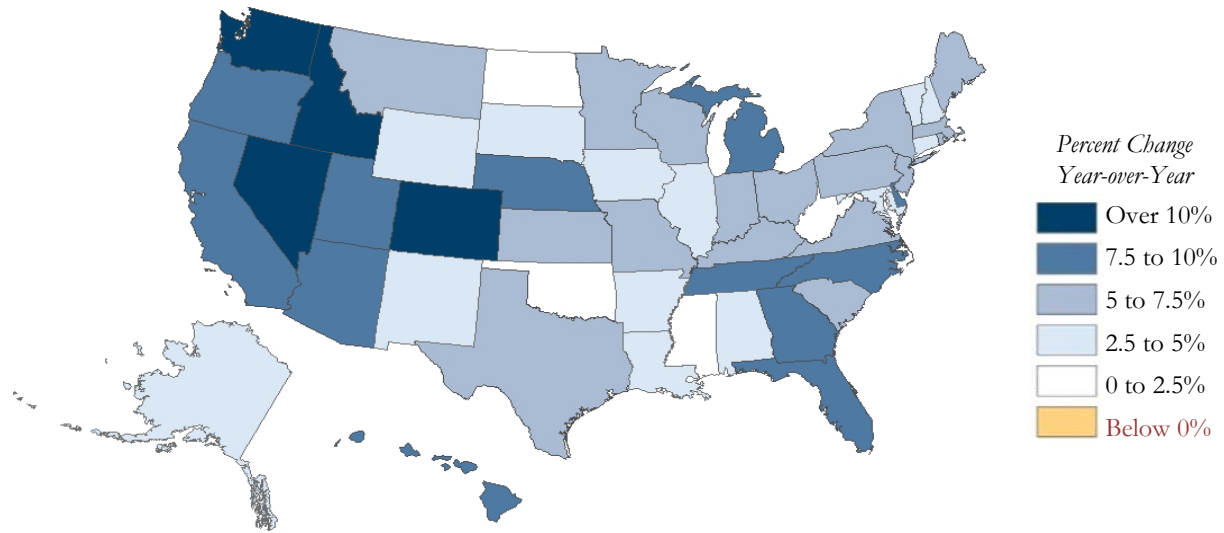 Percent Change
Year-over-Year
Over 10%
7.5 to 10%
5 to 7.5%
2.5 to 5%
0 to 2.5%
Below 0%